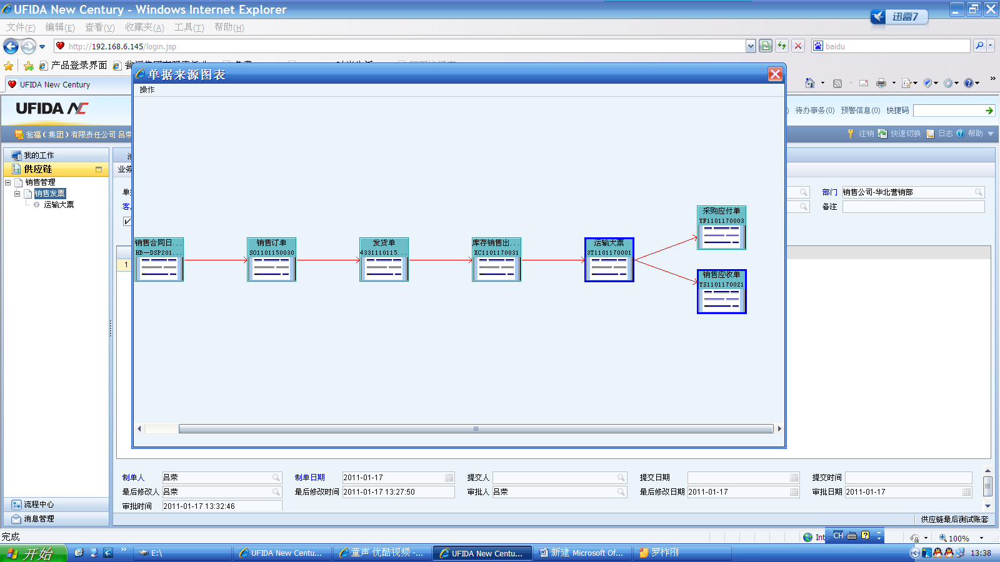 UFIDA New Century - Windows Internet Explorer
迅雷7
文件(F) 编辑(E) 查看(V) 收藏夹(A) 工具(T) 帮助(H)
http://192.168.6.145/login.jsp
baidu
产品登录界面
UFIDA New Century
单据来源图表
操作
UFIDA NC
待办事务(0) 预警信息(0) 快捷码
瓮福（集团）有限责任公司 吕荣
注销 快速切换 日志 帮助
我的工作
供应链
业务
销售管理
销售发票
运输大票
部门 销售公司-华北营销部
备注
销售合同日...
HB—DSP201...
销售订单
SO1101150030
发货单
4331110115...
库存销售出...
XC1101170031
运输大票
3T1101170001
采购应付单
YF1101170003
销售应收单
YS1101170021
1
制单人 吕荣 制单日期 2011-01-17 提交人 提交日期 提交时间
最后修改人 吕荣 最后修改时间 2011-01-17 13:27:50 审批人 吕荣 最后修改日期 2011-01-17 审批日期 2011-01-17
审批时间 2011-01-17 13:32:46
流程中心
消息管理
供应链最后测试账套
完成
Int
CH
100%
开始
E:\
UFIDA New Centu...
童声 优酷视频 -...
UFIDA New Centu...
新建 Microsoft Of...
罗柞刚
13:38